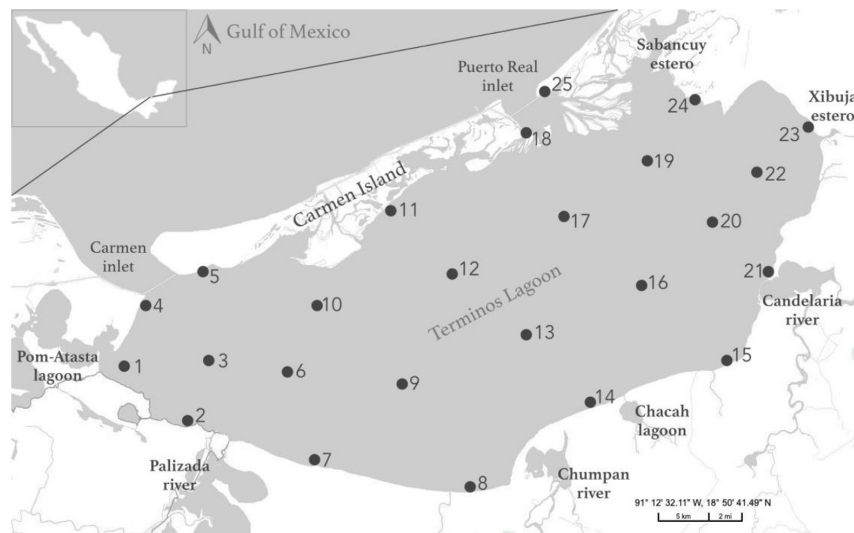 N
Gulf of Mexico
Sabancuy
estero
Puerto Real
inlet
25
24
Xibuja
estero
23
18
19
22
Carmen Island
11
17
20
Carmen
inlet
5
12
16
21
Candelaria
river
4
10
Terminos Lagoon
13
Pom-Atasta
lagoon
1
3
6
9
15
14
Chacah
lagoon
2
7
8
Palizada
river
Chumpan
river
91° 12' 32.11" W, 18° 50' 41.49" N
5 km
2 mi